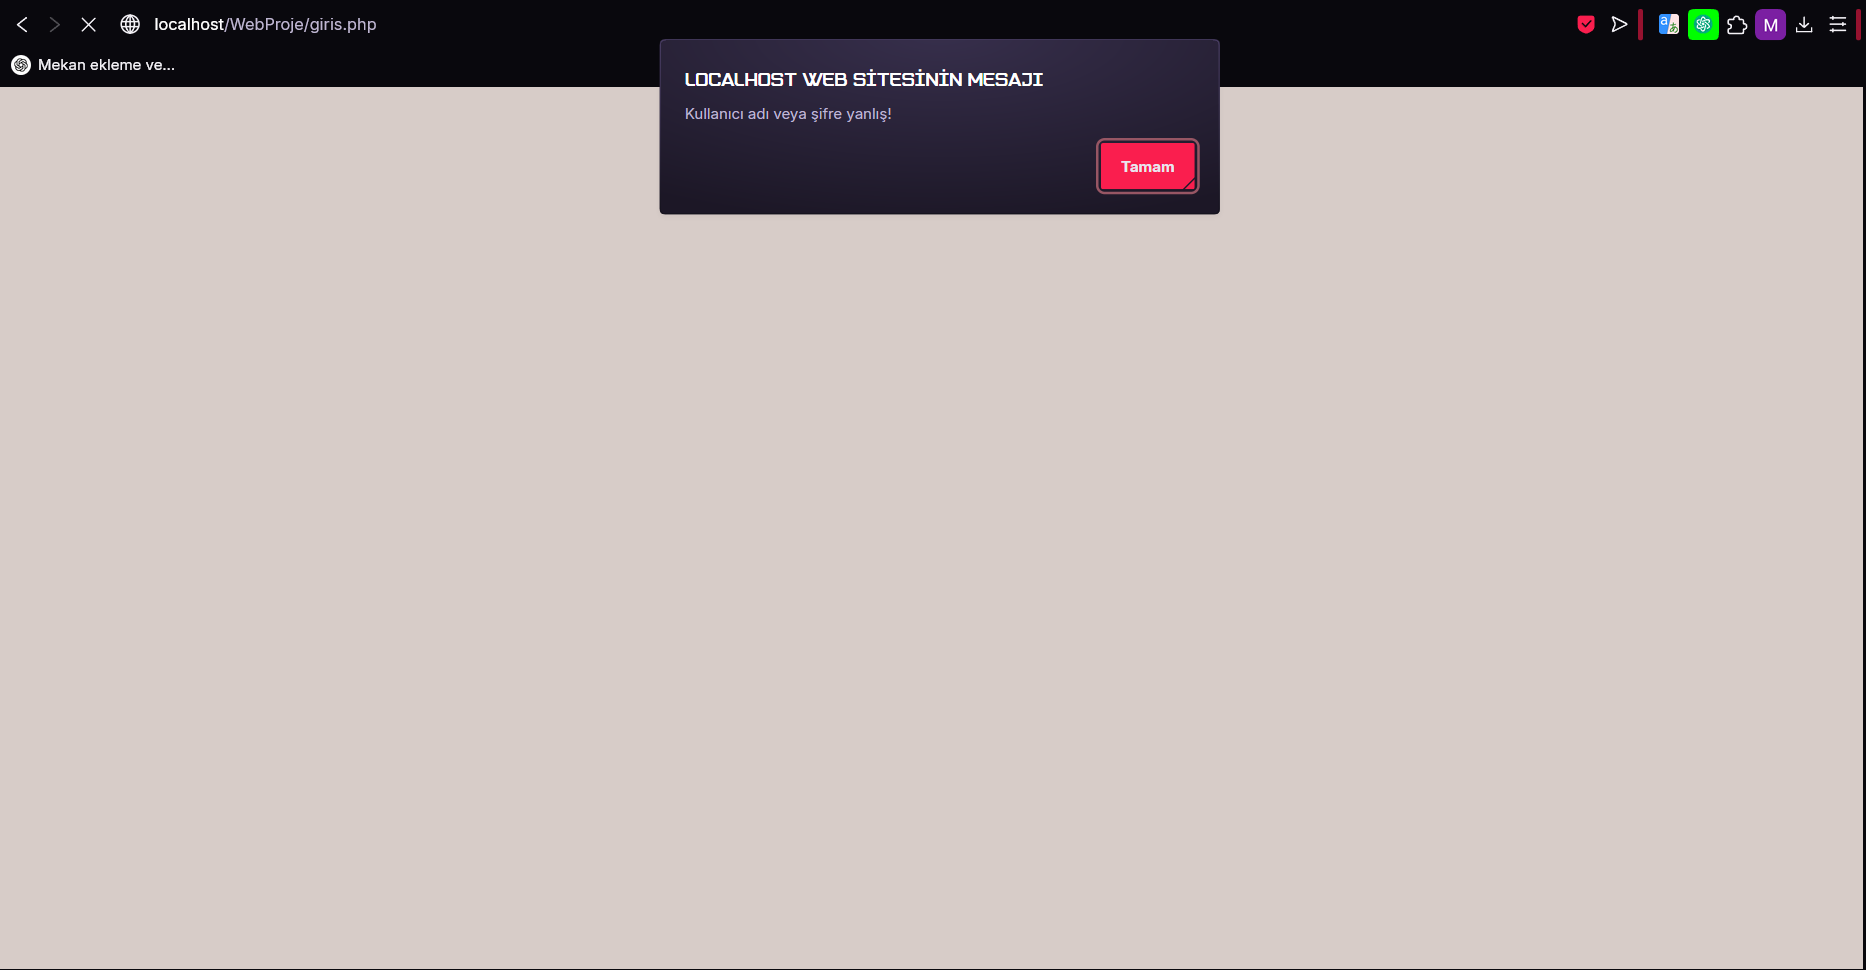 localhost/WebProje/giris.php
M
Mekan ekleme ve...
LOCALHOST WEB SİTESİNİN MESAJI
Kullanıcı adı veya şifre yanlış!
Tamam